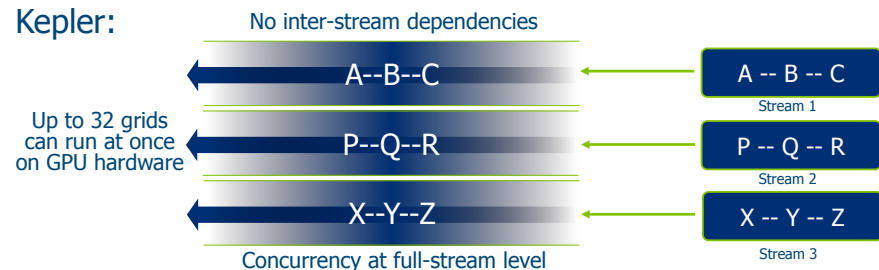 Kepler:
No inter-stream dependencies
A--B--C
A -- B -- C
Stream 1
Up to 32 grids
can run at once
on GPU hardware
P--Q--R
P -- Q -- R
Stream 2
X--Y--Z
X -- Y -- Z
Stream 3
Concurrency at full-stream level